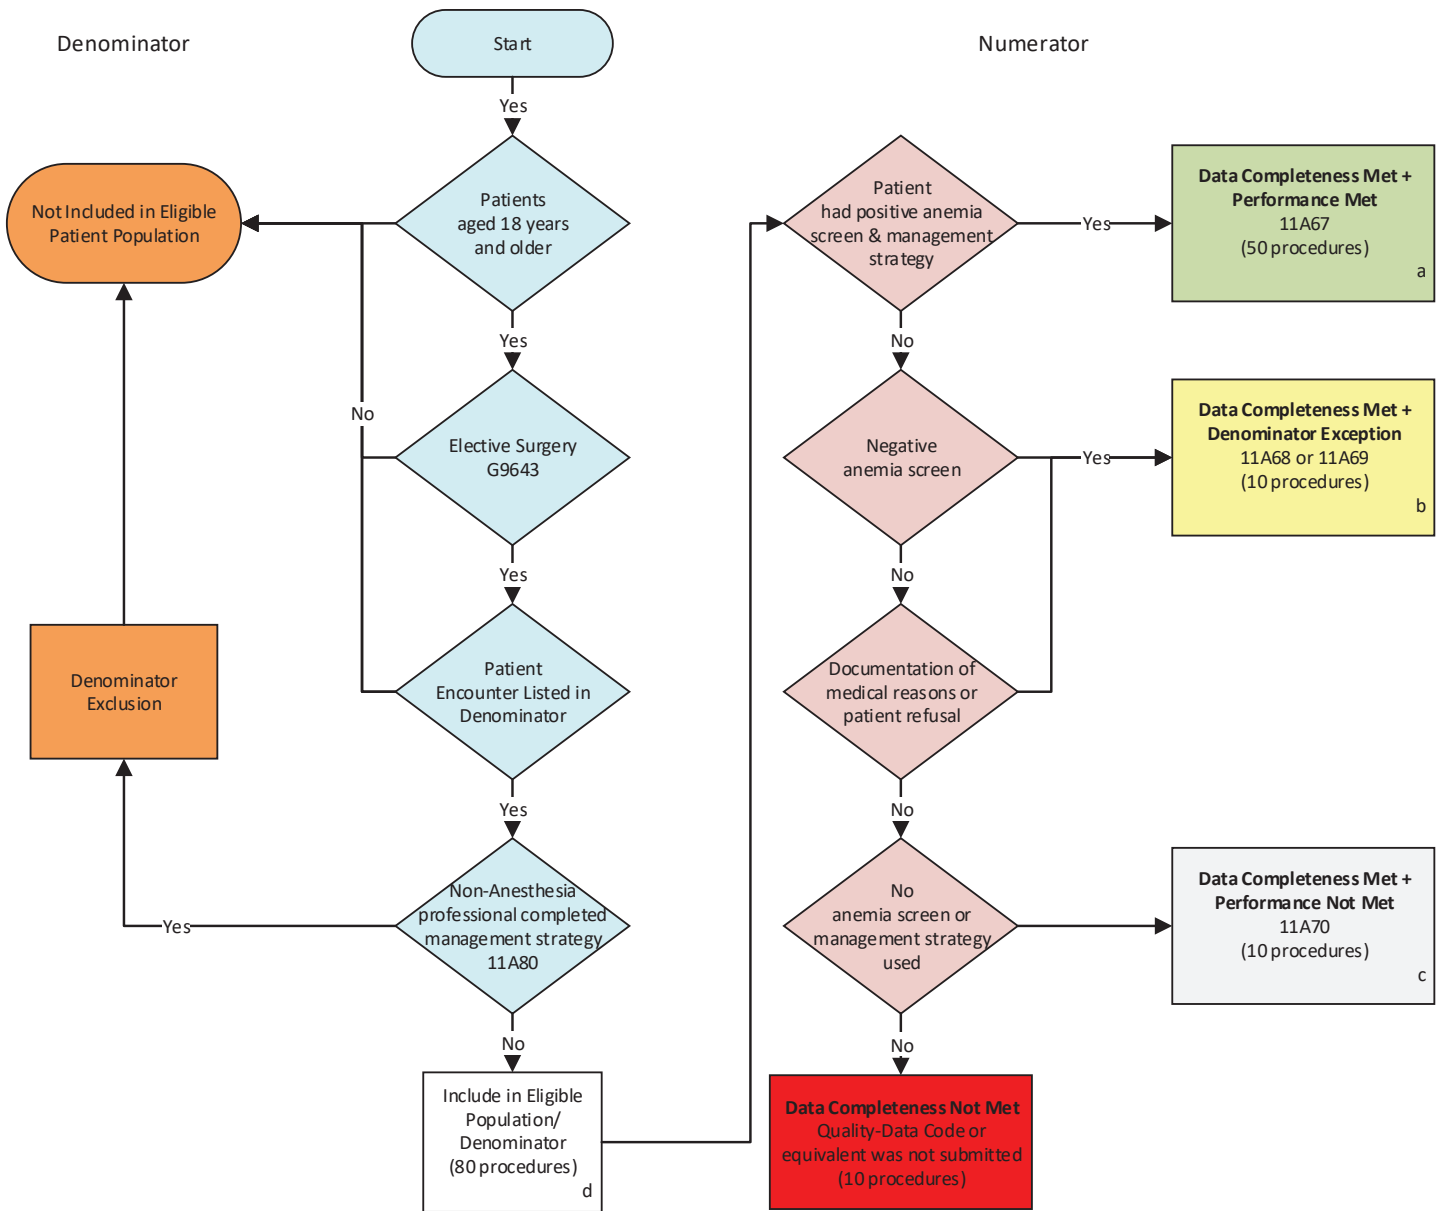 Denominator
Start
Numerator
Yes
Patients
aged 18 years
and older
Not Included in Eligible
Patient Population
Yes
No
Elective Surgery
G9643
Yes
Patient
Encounter Listed in
Denominator
Denominator
Exclusion
Yes
Non-Anesthesia
professional completed
management strategy
11A80
Yes
No
Include in Eligible
Population/
Denominator
(80 procedures)
d
Patient
had positive anemia
screen & management
strategy
Yes
Data Completeness Met +
Performance Met
11A67
(50 procedures)
a
No
Negative
anemia screen
Yes
Data Completeness Met +
Denominator Exception
11A68 or 11A69
(10 procedures)
b
No
Documentation of
medical reasons or
patient refusal
No
No
anemia screen or
management strategy
used
Data Completeness Met +
Performance Not Met
11A70
(10 procedures)
c
No
Data Completeness Not Met
Quality-Data Code or
equivalent was not submitted
(10 procedures)